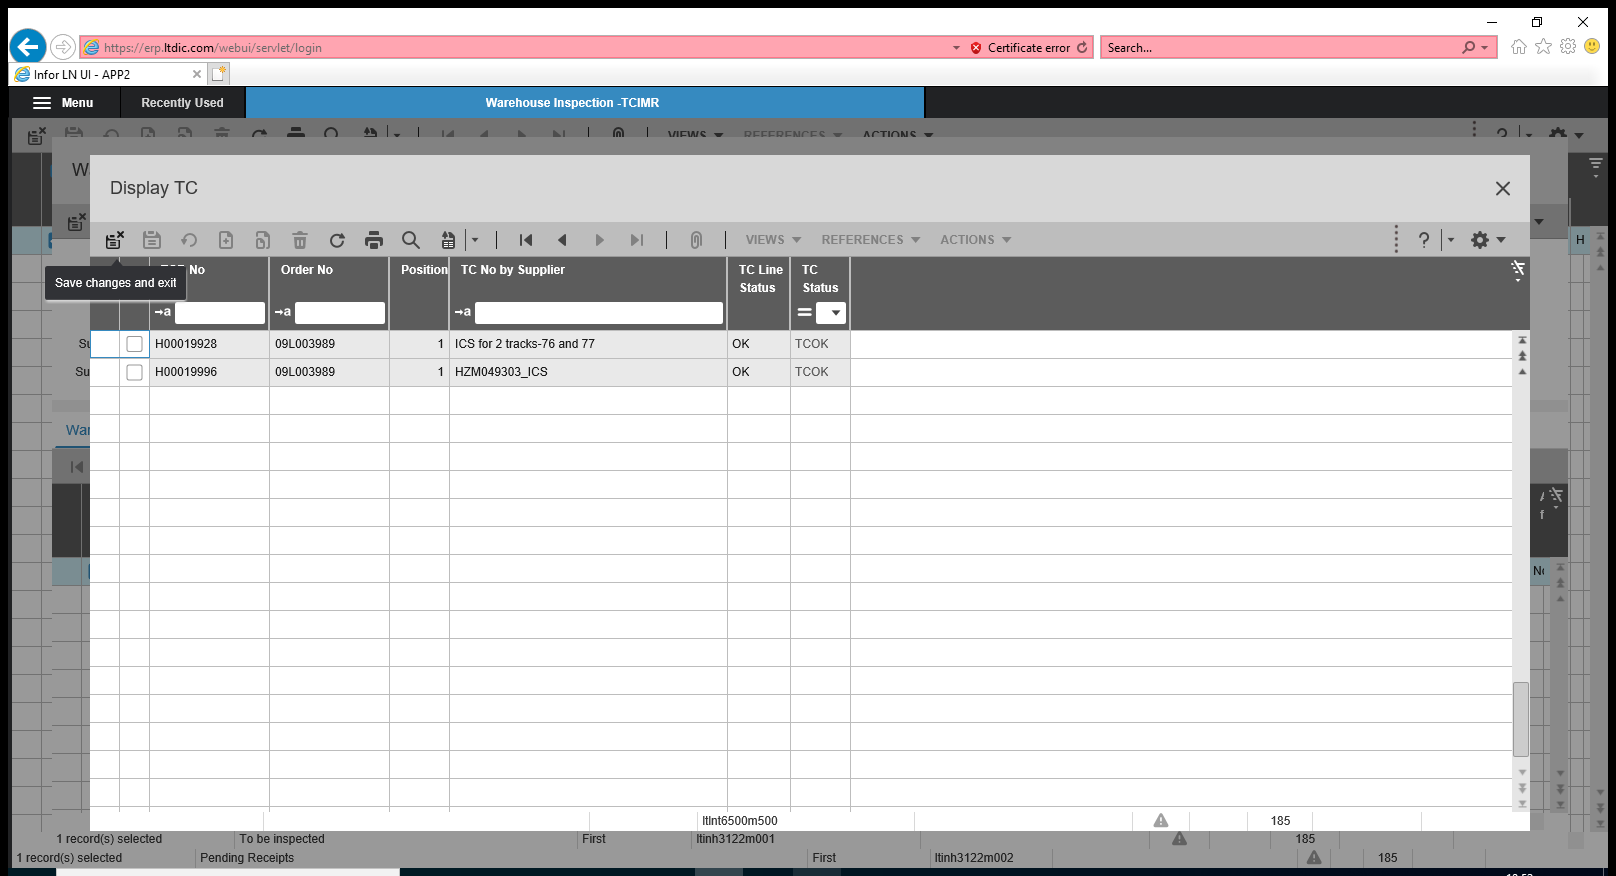 https://erp.ltdic.com/webui/servlet/login
Certificate error
Search...
Infor LN UI - APP2
Menu
Recently Used
Warehouse Inspection -TCIMR
VIEWS
REFERENCES
ACTIONS
Display TC
VIEWS
REFERENCES
ACTIONS
Save changes and exit
No
Order No
Position
TC No by Supplier
TC Line Status
TC Status
H00019928 09L003989 1 ICS for 2 tracks-76 and 77 OK TCOK
H00019996 09L003989 1 HZM049303_ICS OK TCOK
ltlnt6500m500 185
1 record(s) selected To be inspected First ltinh3122m001 185
1 record(s) selected Pending Receipts First ltinh3122m002 185